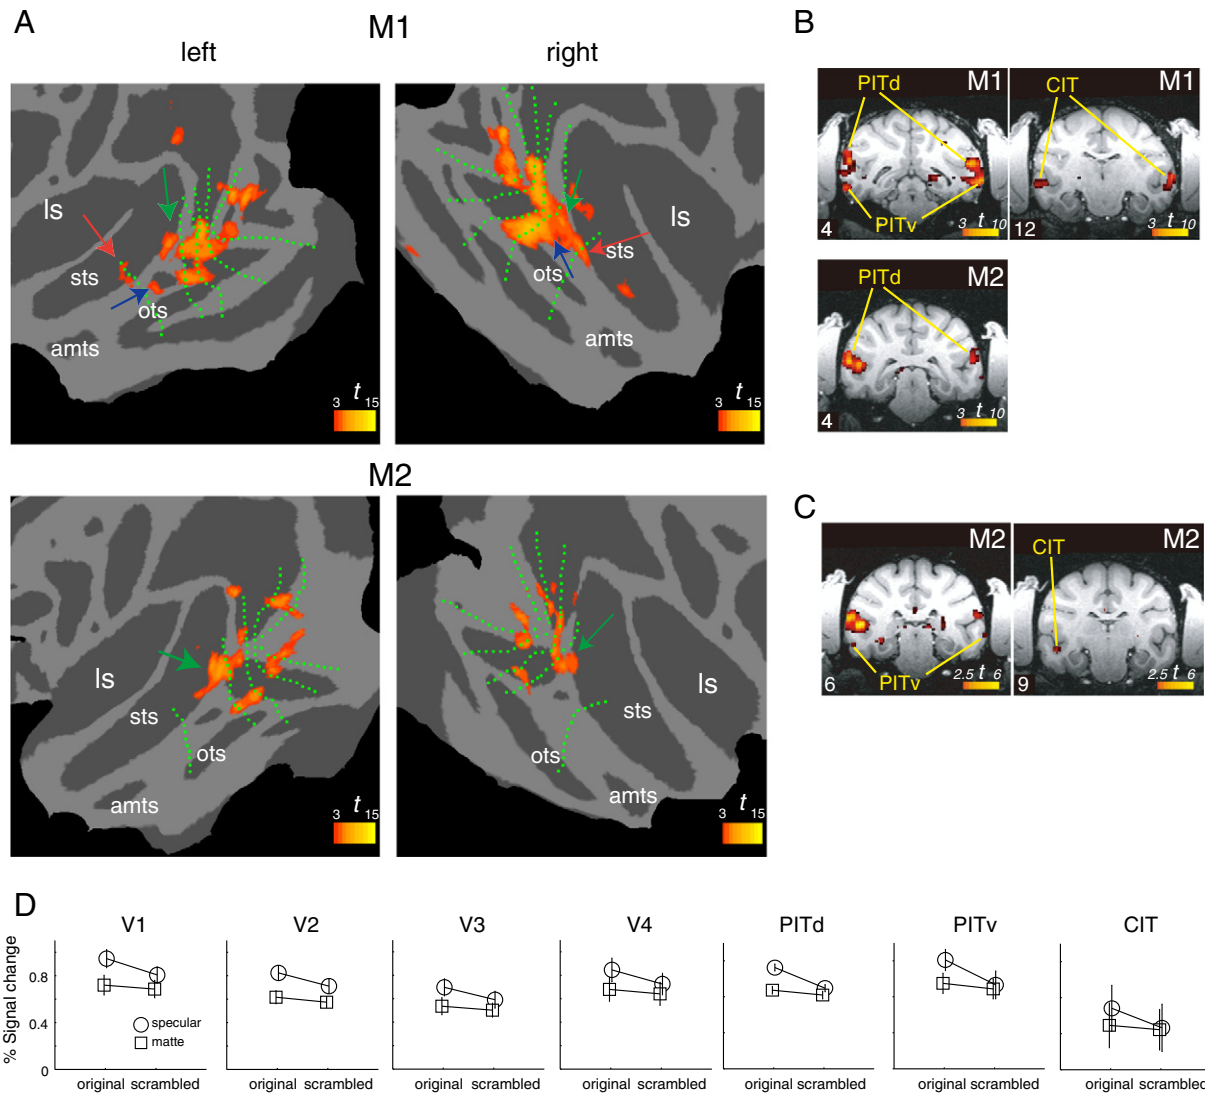 A
M1
left
right
ls
sts
ots
amts
t
3 15
ls
sts
ots
amts
t
3 15
M2
ls
sts
ots
amts
t
3 15
ls
sts
ots
amts
t
3 15
B
PITd
M1
PITv
4
3 t 10
CIT
M1
12
3 t 10
PITd
M2
4
3 t 10
C
M2
PITv
6
2.5 t 6
CIT
M2
9
2.5 t 6
D
V1
V2
V3
V4
PITd
PITv
CIT
% Signal change
0.8
0.4
0
specular
matte
original scrambled
original scrambled
original scrambled
original scrambled
original scrambled
original scrambled
original scrambled